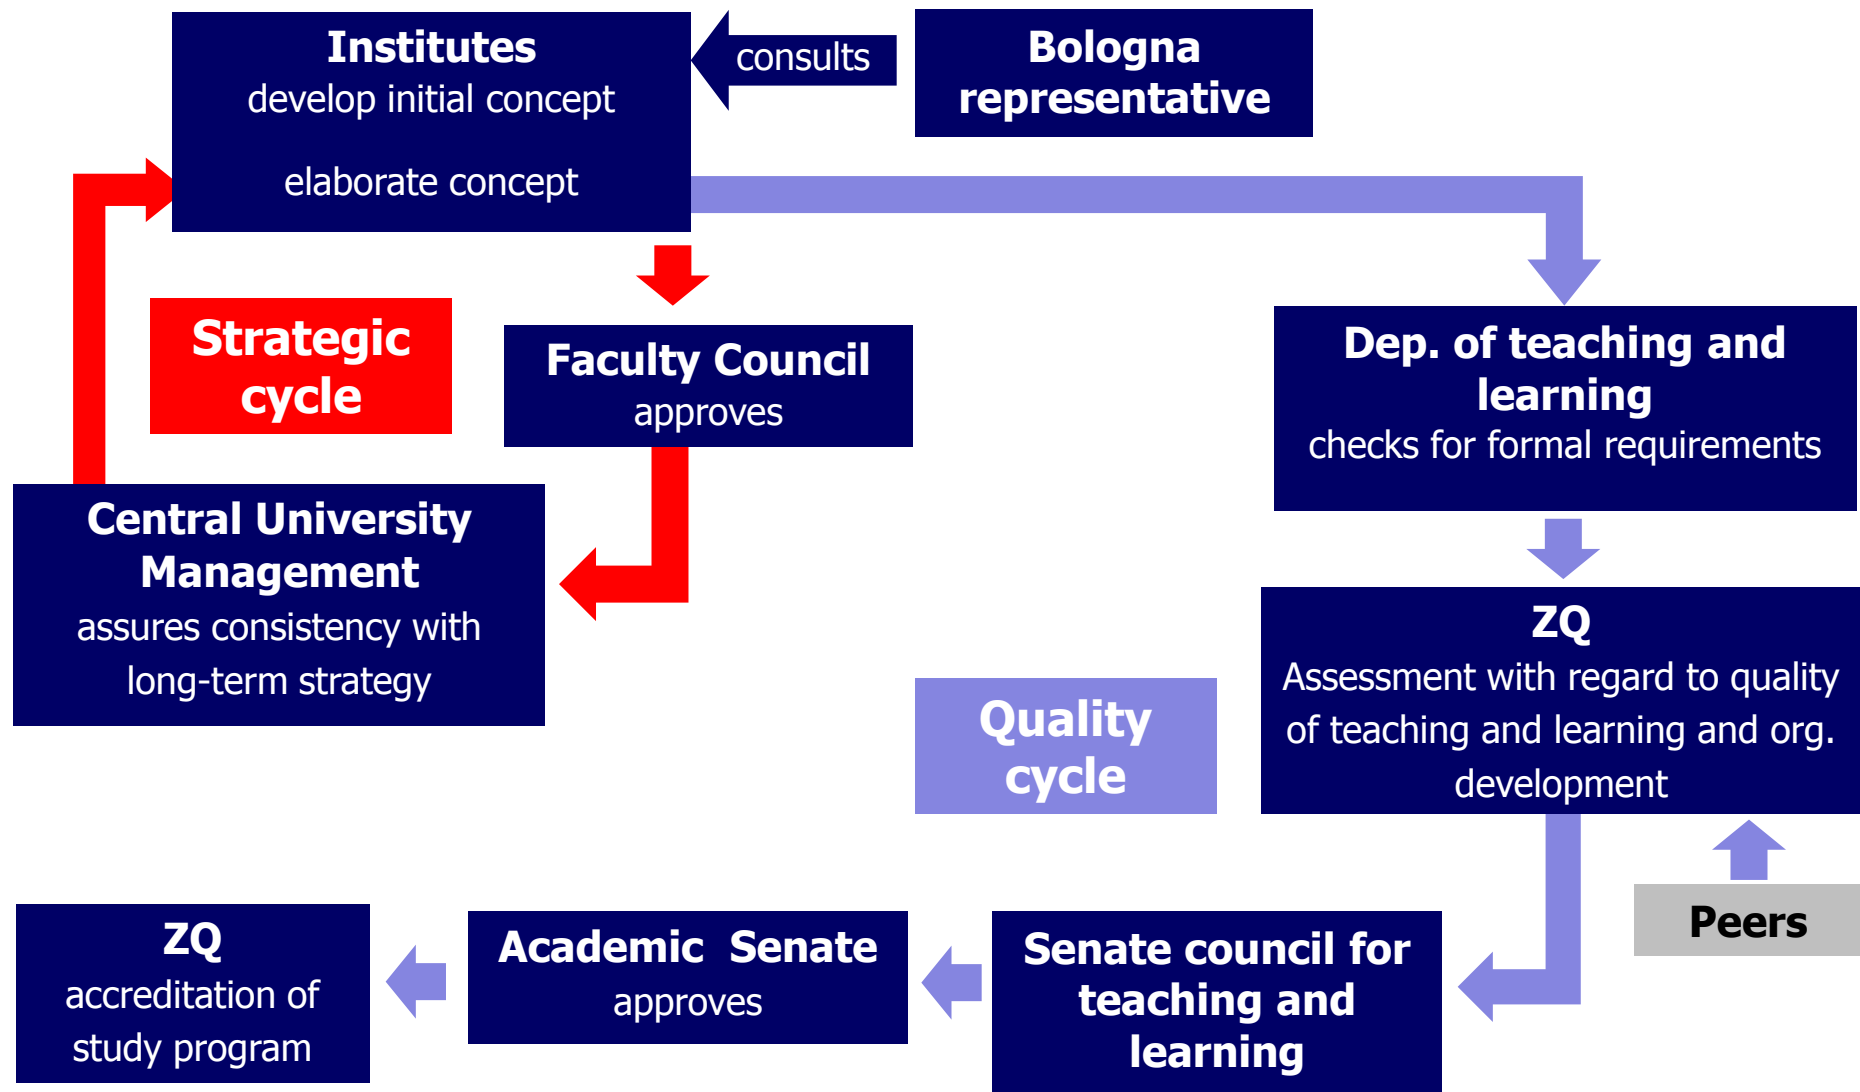 Institutes
develop initial concept
elaborate concept
consults
Bologna
representative
Strategic
cycle
Faculty Council
approves
Dep. of teaching and
learning
checks for formal requirements
Central University
Management
assures consistency with
long-term strategy
ZQ
Assessment with regard to quality
of teaching and learning and org.
development
Quality
cycle
Peers
ZQ
accreditation of
study program
Academic  Senate
approves
Senate council for
teaching and
learning